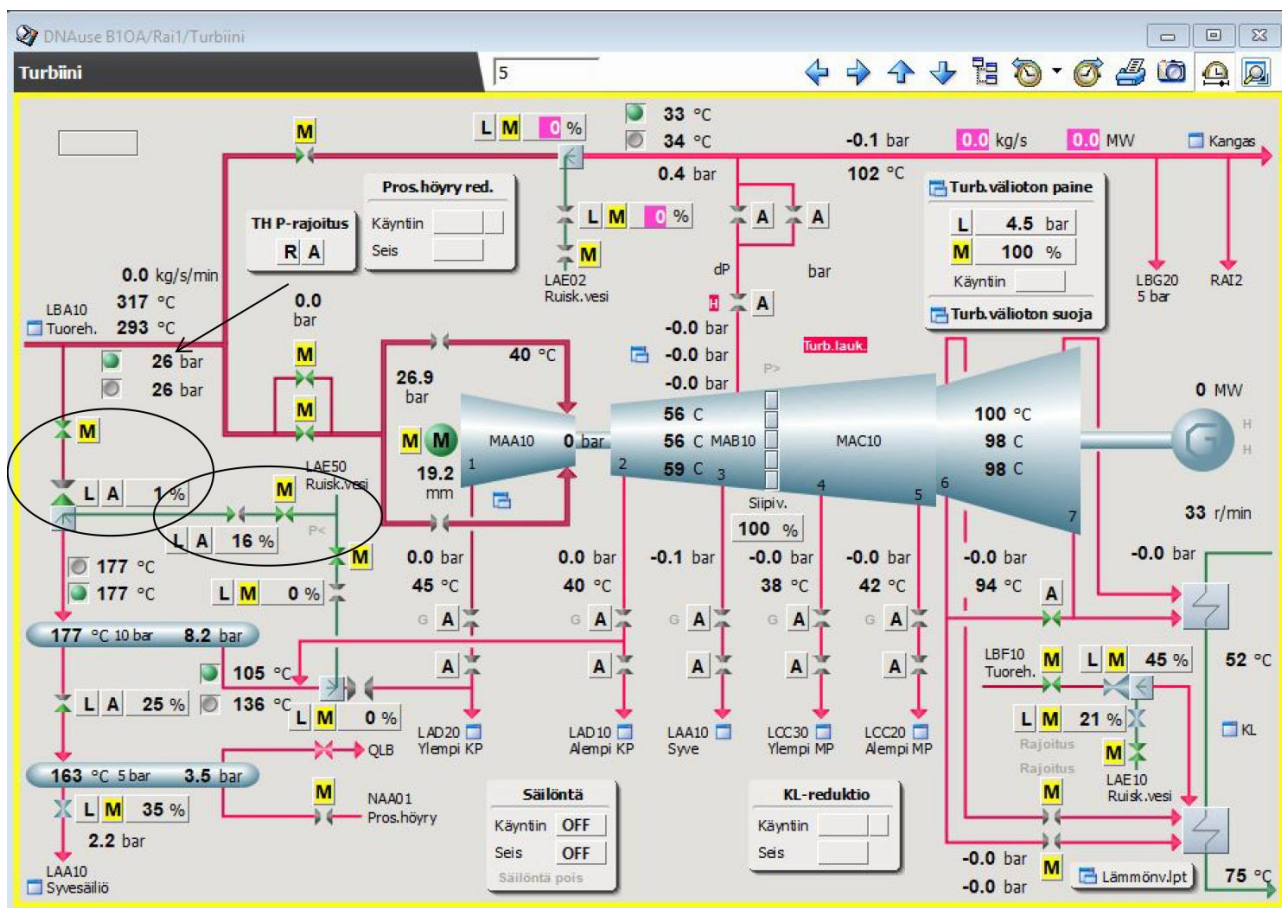 DNAuse B10A/Rai1/Turbiini
Turbiini
5
M
L M 0 %
33 °C
34 °C
-0.1 bar
0.0 kg/s
0.0 MW
Kangas
0.4 bar
102 °C
Pros.höyry red.
Käyntiin
Seis
TH P-rajoitus
R A
L M 0 %
A
A
Turb.välioton paine
L 4.5 bar
M 100 %
Käyntiin
Turb.välioton suoja
M
LAE02
Ruisk.vesi
dP
bar
LBG20
5 bar
RAI2
0.0 kg/s/min
LBA10
317 °C
Tuoreh.
293 °C
0.0
bar
H
A
-0.0 bar
-0.0 bar
-0.0 bar
Turb.lauk.
P>
26 bar
26 bar
M
M
40 °C
26.9
bar
M
M M
19.2
mm
1
MAA10
0 bar
2
56 C
56 C
59 C
MAB10
3
MAC10
4
5
6
100 °C
98 C
98 C
7
0 MW
G
H
H
33 r/min
Siipiv.
100 %
L A 1 %
LAE50
Ruisk.vesi
M
P<
L A 16 %
M
177 °C
177 °C
L M 0 %
0.0 bar
45 °C
0.0 bar
40 °C
-0.1 bar
-0.0 bar
38 °C
-0.0 bar
42 °C
-0.0 bar
94 °C
-0.0 bar
A
G A
G A
G A
G A
G A
A
A
A
A
A
177 °C 10 bar 8.2 bar
105 °C
136 °C
L A 25 %
L M 0 %
QLB
LAD20
Ylempi KP
LAD10
Alempi KP
LAA10
Syve
LCC30
Ylempi MP
LCC20
Alempi MP
LBF10
Tuoreh.
M
L M 45 %
52 °C
L M 21 %
Rajoitus
Rajoitus
M
KL
LAE10
Ruisk.vesi
M
163 °C 5 bar 3.5 bar
L M 35 %
2.2 bar
M
NAA01
Pros.höyry
Säilöntä
Käyntiin OFF
Seis OFF
Säilöntä pois
KL-reduktio
Käyntiin
Seis
-0.0 bar
-0.0 bar
M
Lämmönv.lpt
75 °C
LAA10
Syvesäiliö